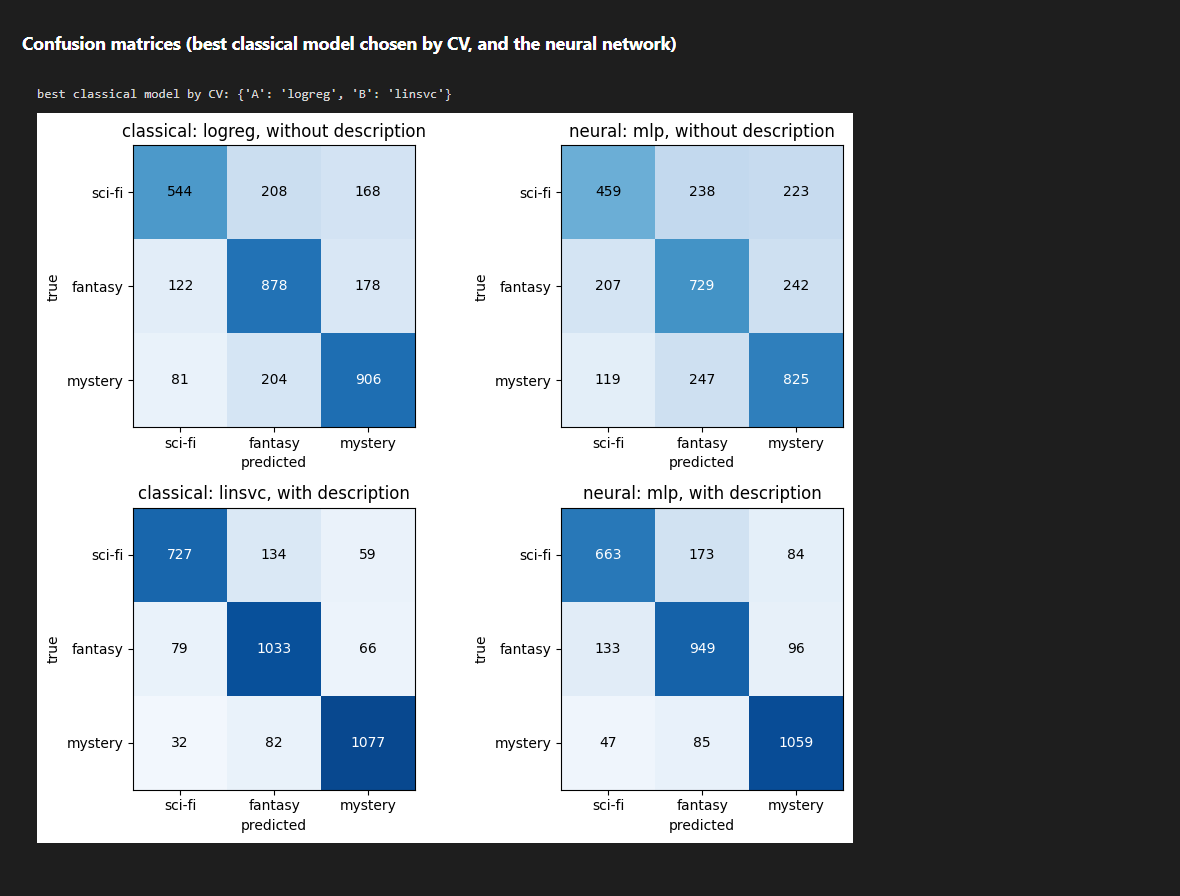 Confusion matrices (best classical model chosen by CV, and the neural network)
best classical model by CV: {'A': 'logreg', 'B': 'linsvc'}
classical: logreg, without description
sci-fi 544 208 168
fantasy 122 878 178
mystery 81 204 906
true
sci-fi fantasy mystery
predicted
neural: mlp, without description
sci-fi 459 238 223
fantasy 207 729 242
mystery 119 247 825
true
sci-fi fantasy mystery
predicted
classical: linsvc, with description
sci-fi 727 134 59
fantasy 79 1033 66
mystery 32 82 1077
true
sci-fi fantasy mystery
predicted
neural: mlp, with description
sci-fi 663 173 84
fantasy 133 949 96
mystery 47 85 1059
true
sci-fi fantasy mystery
predicted